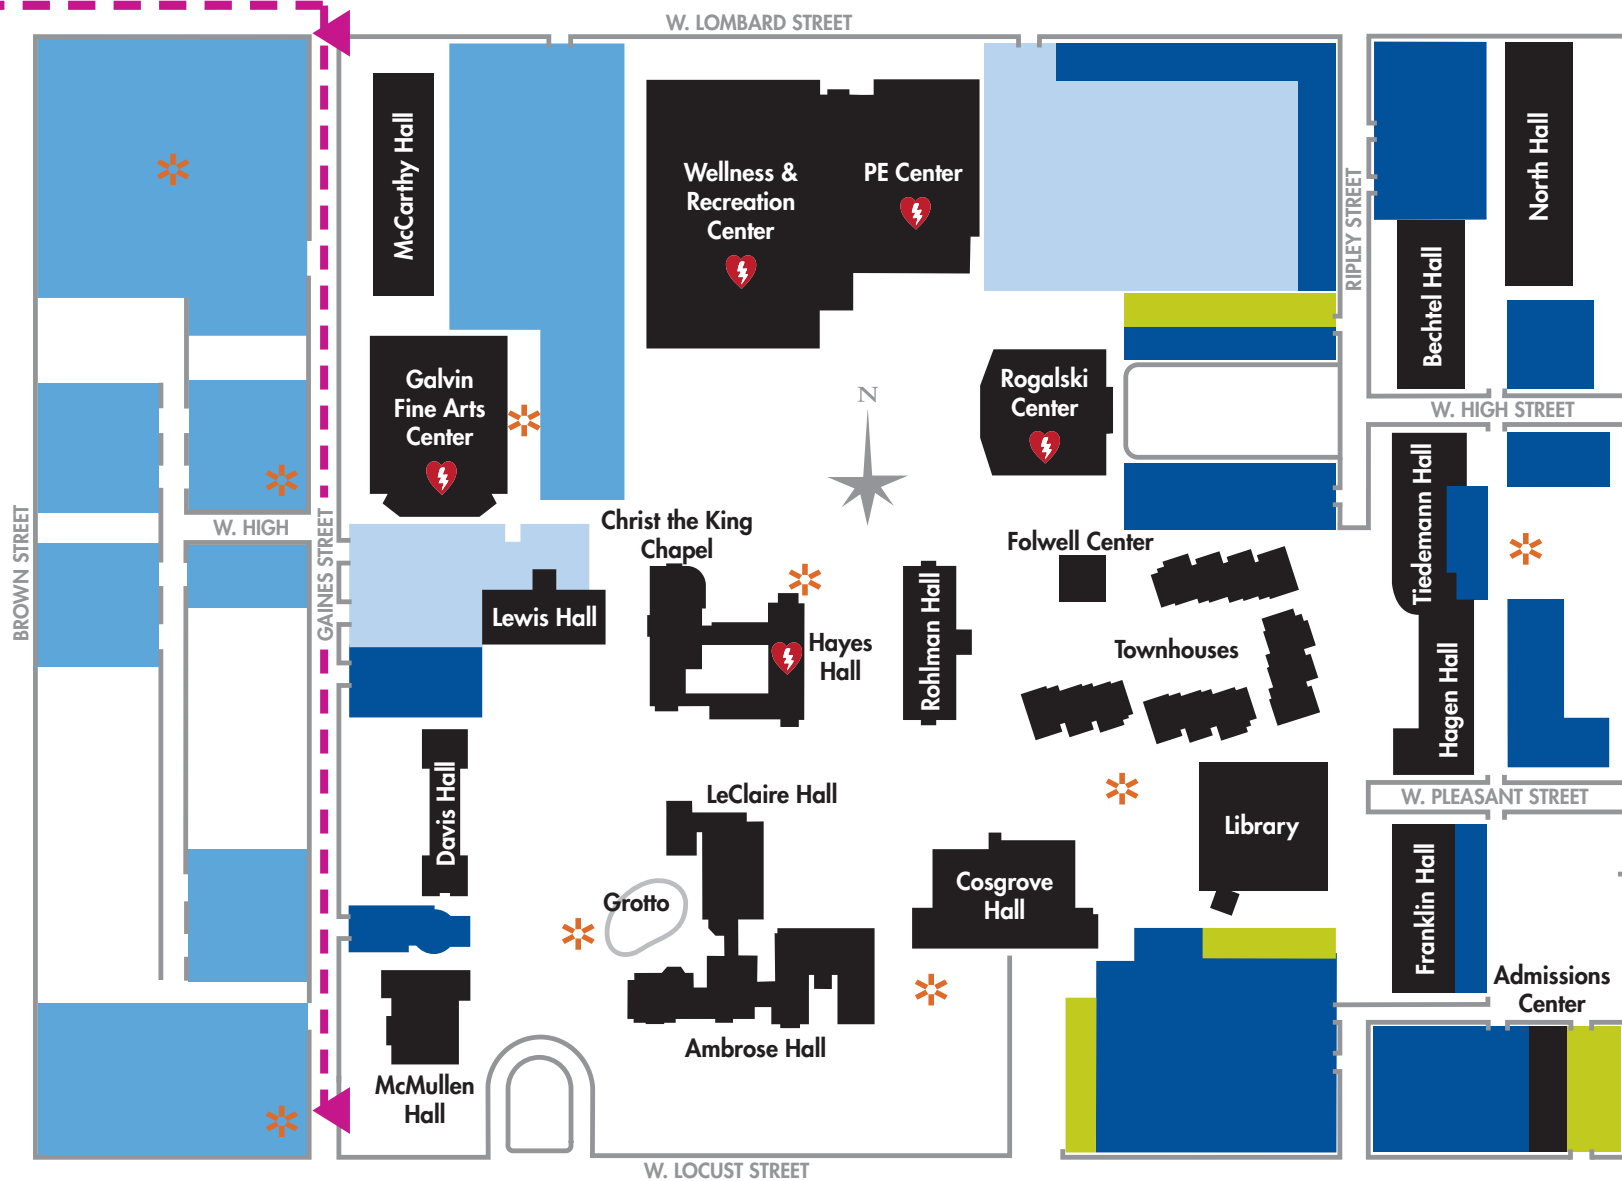 W. LOMBARD STREET
McCarthy Hall
Wellness &
Recreation
Center
PE Center
RIPLEY STREET
North Hall
Bechtel Hall
Galvin
Fine Arts
Center
N
Rogalski
Center
W. HIGH STREET
BROWN STREET
W. HIGH
GAINES STREET
Christ the King
Chapel
Folwell Center
Tiedemann Hall
Lewis Hall
Hayes
Hall
Rohlman Hall
Townhouses
Hagen Hall
Davis Hall
LeClaire Hall
W. PLEASANT STREET
Library
Grotto
Cosgrove
Hall
Franklin Hall
Admissions
Center
Ambrose Hall
McMullen
Hall
W. LOCUST STREET